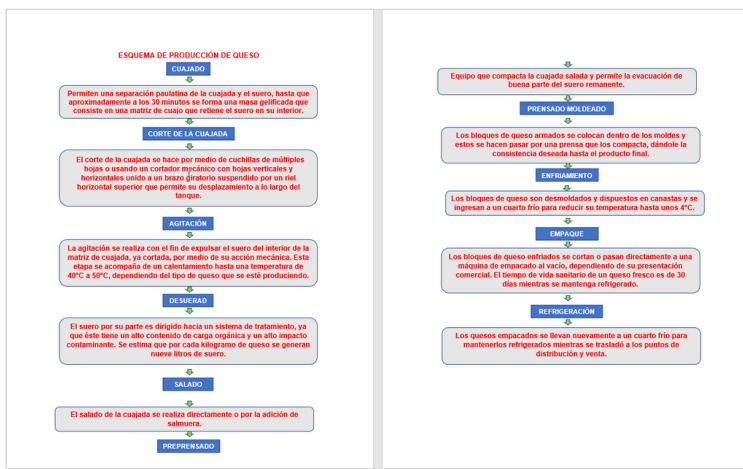 ESQUEMA DE PRODUCCIÓN DE QUESO
CUAJADO
Permiten una separación paulatina de la cuajada y el suero, hasta que
aproximadamente a los 30 minutos se forma una masa gelificada que
consiste en una matriz de cuajo que retiene el suero en su interior.
CORTE DE LA CUAJADA
El corte de la cuajada se hace por medio de cuchillas de múltiples
hojas o usando un cortador mecánico con hojas verticales y
horizontales unido a un brazo giratorio suspendido por un riel
horizontal superior que permite su desplazamiento a lo largo del
tanque.
AGITACIÓN
La agitación se realiza con el fin de expulsar el suero del interior de la
matriz de cuajada, ya cortada, por medio de su acción mecánica. Esta
etapa se acompaña de un calentamiento hasta una temperatura de
40°C a 50°C, dependiendo del tipo de queso que se esté produciendo.
DESUERAD
El suero por su parte es dirigido hacia un sistema de tratamiento, ya
que èste tiene un alto contenido de carga orgánica y un alto impacto
contaminante. Se estima que por cada kilogramo de queso se generan
nueve litros de suero.
SALADO
El salado de la cuajada se realiza directamente o por la adición de
salmuera.
PREPRENSADO
Equipo que compacta la cuajada salada y permite la evacuación de
buena parte del suero remanente.
PRENSADO MOLDEADO
Los bloques de queso armados se colocan dentro de los moldes y
estos se hacen pasar por una prensa que los compacta, dándole la
consistencia deseada hasta el producto final.
ENFRIAMIENTO
Los bloques de queso son desmoldados y dispuestos en canastas y se
ingresan a un cuarto frío para reducir su temperatura hasta unos 4°C.
EMPAQUE
Los bloques de queso enfriados se cortan o pasan directamente a una
máquina de empacado al vacío, dependiendo de su presentación
comercial. El tiempo de vida sanitario de un queso fresco es de 30
días mientras se mantenga refrigerado.
REFRIGERACIÓN
Los quesos empacados se llevan nuevamente a un cuarto frío para
mantenerlos refrigerados mientras se trasladó a los puntos de
distribución y venta.